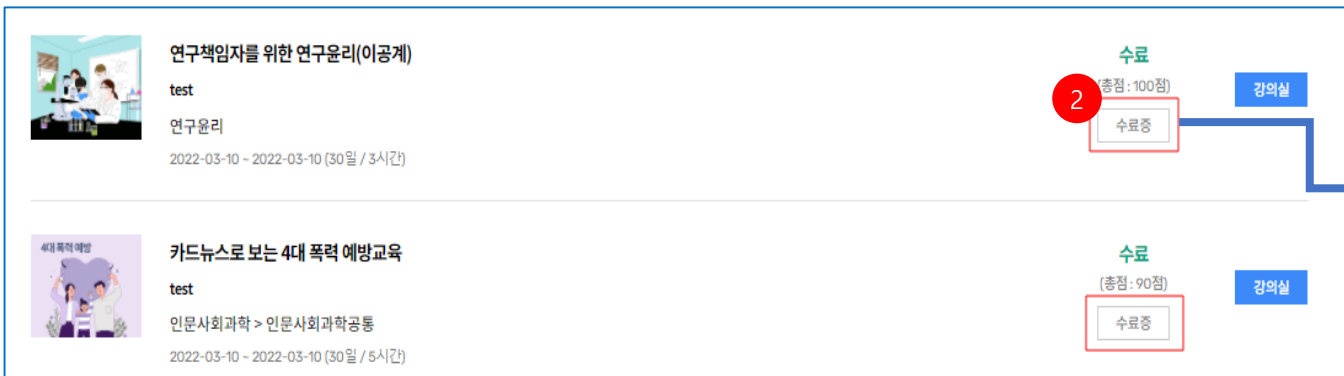 연구책임자를 위한 연구윤리(이공계)
test
연구윤리
2022-03-10 ~ 2022-03-10 (30일 / 3시간)
수료
(총점 : 100점)
2
수료증
강의실
4대 폭력 예방
카드뉴스로 보는 4대 폭력 예방교육
test
인문사회과학 > 인문사회과학공통
2022-03-10 ~ 2022-03-10 (30일 / 5시간)
수료
(총점 : 90점)
수료증
강의실